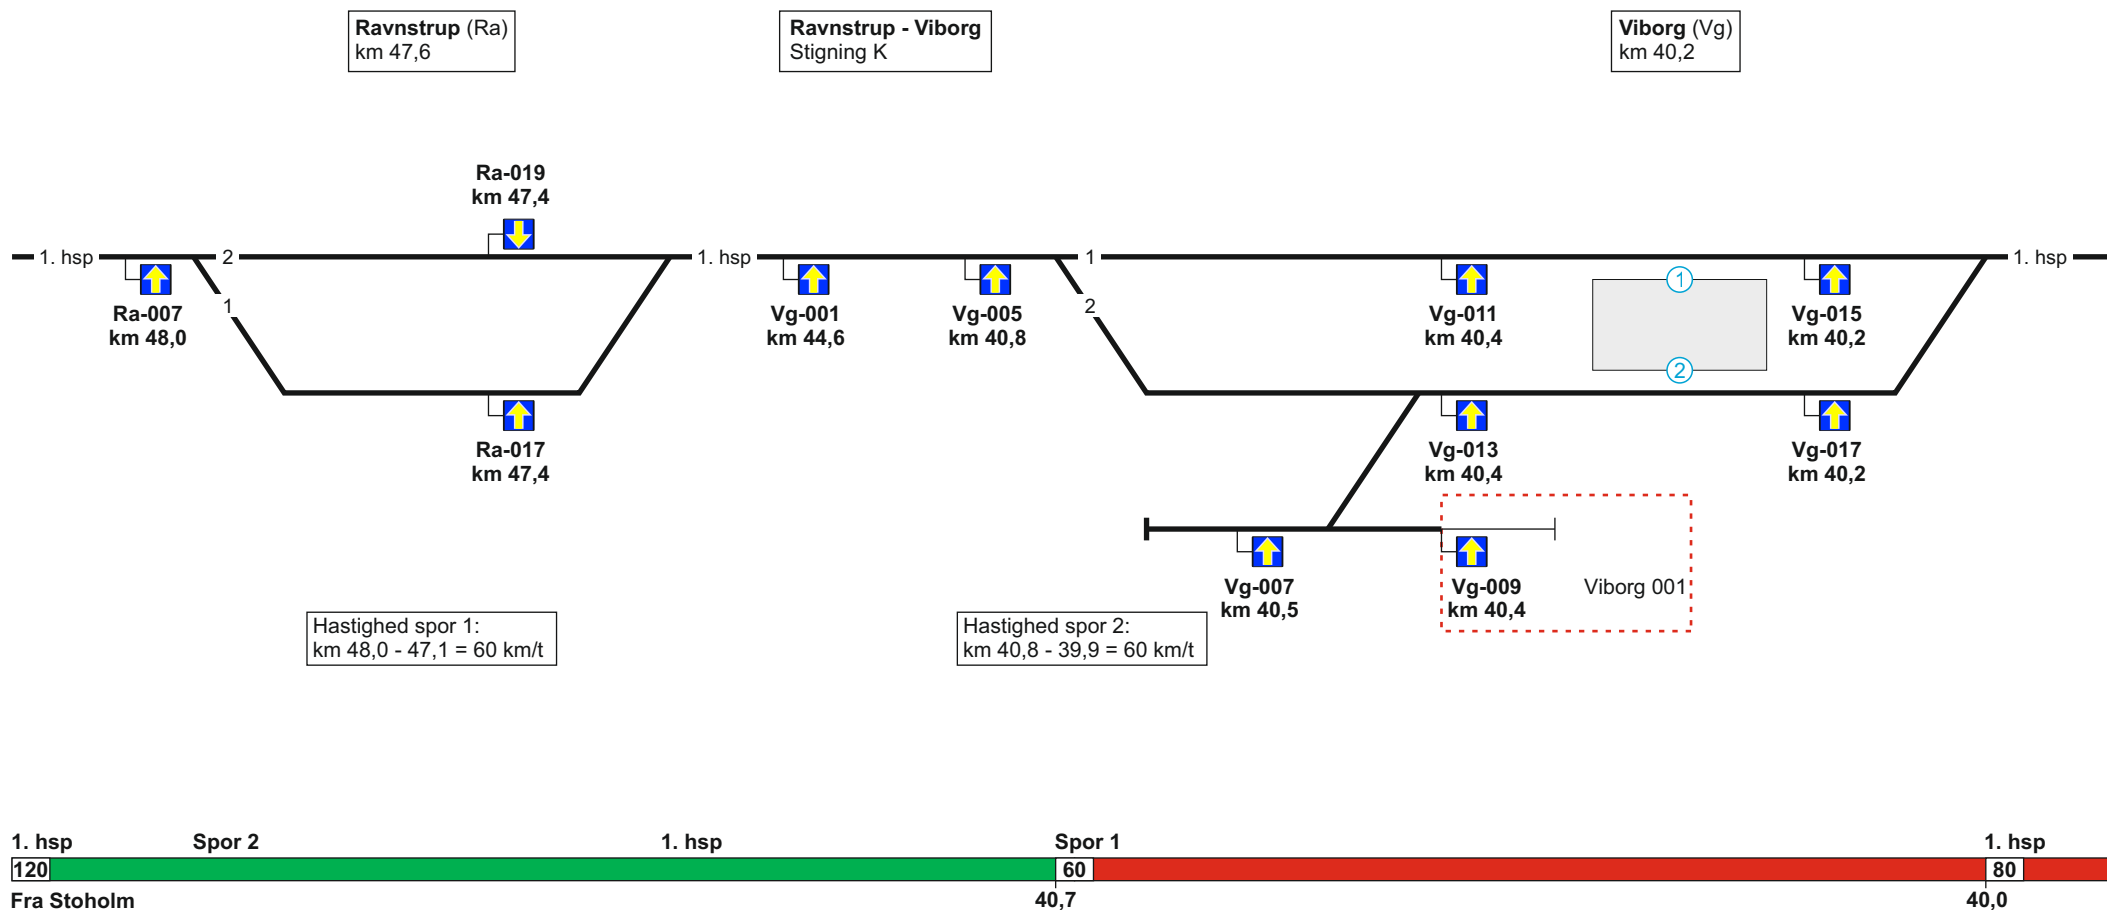 Ravnstrup (Ra)
km 47,6
Ravnstrup - Viborg
Stigning K
Viborg (Vg)
km 40,2
Ra-019
km 47,4
1. hsp
2
1. hsp
1
1. hsp
1
Ra-007
km 48,0
1
Vg-001
km 44,6
Vg-005
km 40,8
2
Vg-011
km 40,4
Vg-015
km 40,2
2
Ra-017
km 47,4
Vg-013
km 40,4
Vg-017
km 40,2
Vg-007
km 40,5
Vg-009
km 40,4
Viborg 001
Hastighed spor 1:
km 48,0 - 47,1 = 60 km/t
Hastighed spor 2:
km 40,8 - 39,9 = 60 km/t
1. hsp
Spor 2
1. hsp
Spor 1
1. hsp
120
60
80
Fra Stoholm
40,7
40,0